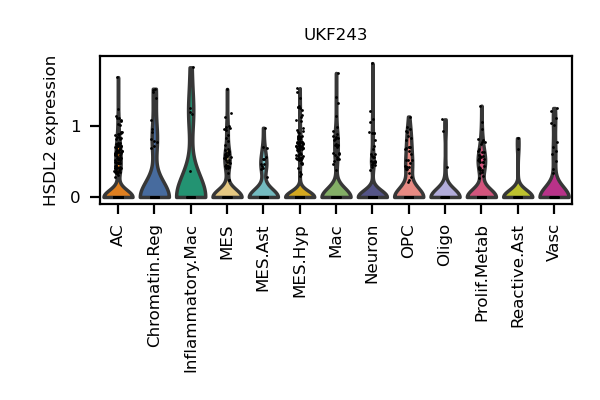 UKF243
HSDL2 expression
1
0
AC
Chromatin.Reg
Inflammatory.Mac
MES
MES.Ast
MES.Hyp
Mac
Neuron
OPC
Oligo
Prolif.Metab
Reactive.Ast
Vasc